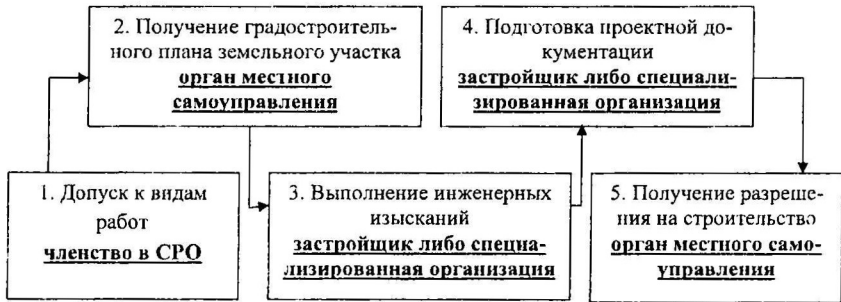 2. Получение градостроитель-
ного плана земельного участка
орган местного
самоуправления
4. Подготовка проектной до-
кументации
застройщик либо специали-
зированная организация
1. Допуск к видам
работ
членство в СРО
3. Выполнение инженерных
изысканий
застройщик либо специа-
лизированная организация
5. Получение разреше-
ния на строительство
орган местного само-
управления